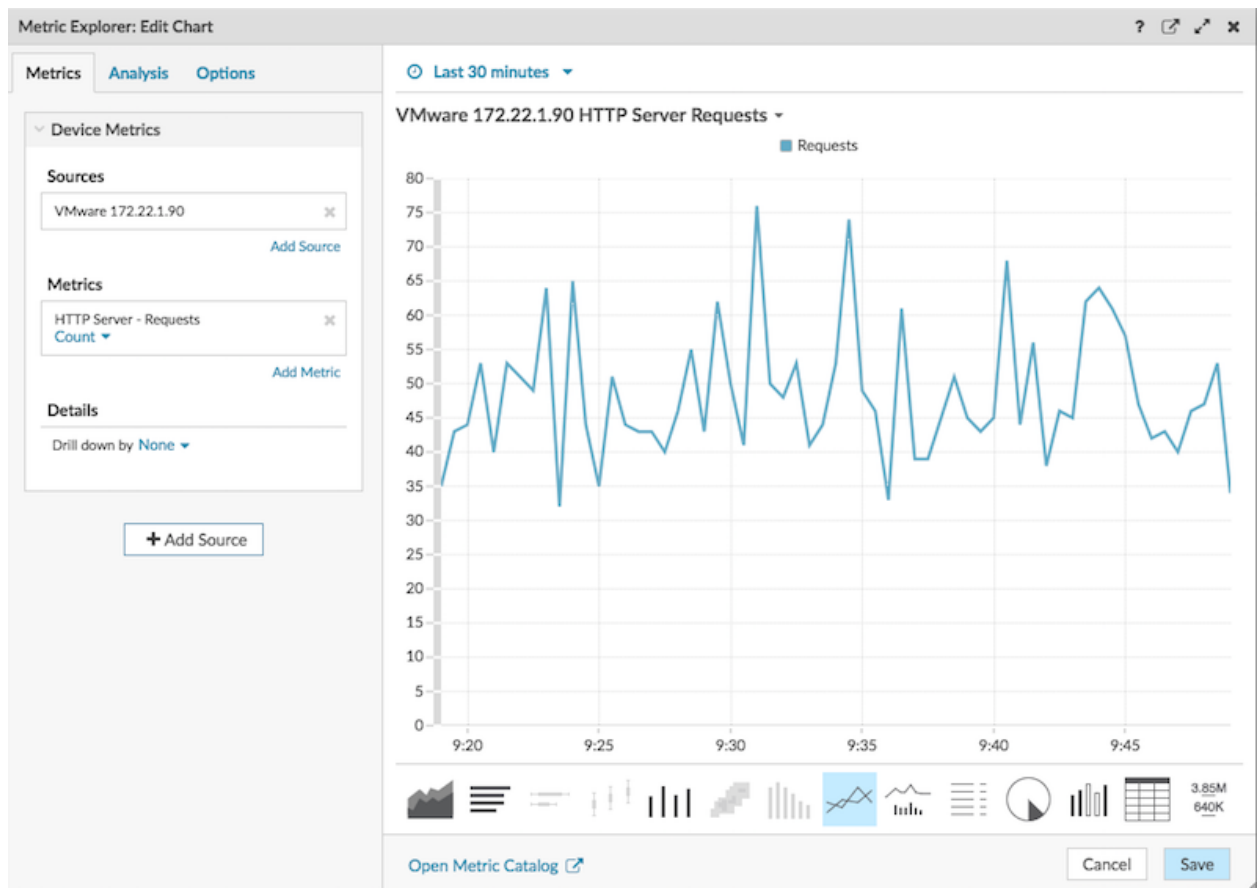 Metric Explorer: Edit Chart
?
Metrics Analysis Options
Device Metrics
Sources
VMware 172.22.1.90
Add Source
Metrics
HTTP Server - Requests
Count
Add Metric
Details
Drill down by None
+ Add Source
Last 30 minutes
VMware 172.22.1.90 HTTP Server Requests
Requests
80
75
70
65
60
55
50
45
40
35
30
25
20
15
10
5
0
9:20 9:25 9:30 9:35 9:40 9:45
3.85M
640K
Open Metric Catalog
Cancel Save